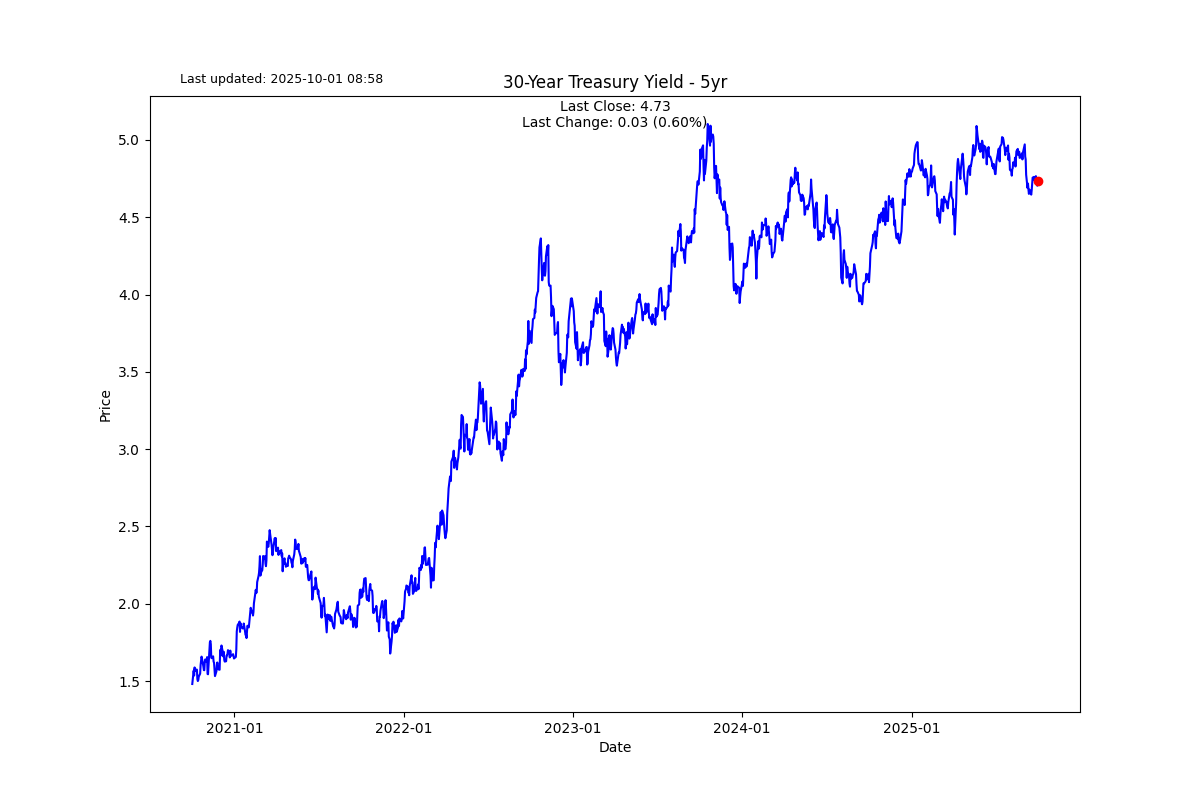 Last updated: 2025-10-01 08:58
30-Year Treasury Yield - 5yr
Last Close: 4.73
Last Change: 0.03 (0.60%)
Price
5.0
4.5
4.0
3.5
3.0
2.5
2.0
1.5
2021-01
2022-01
2023-01
2024-01
2025-01
Date